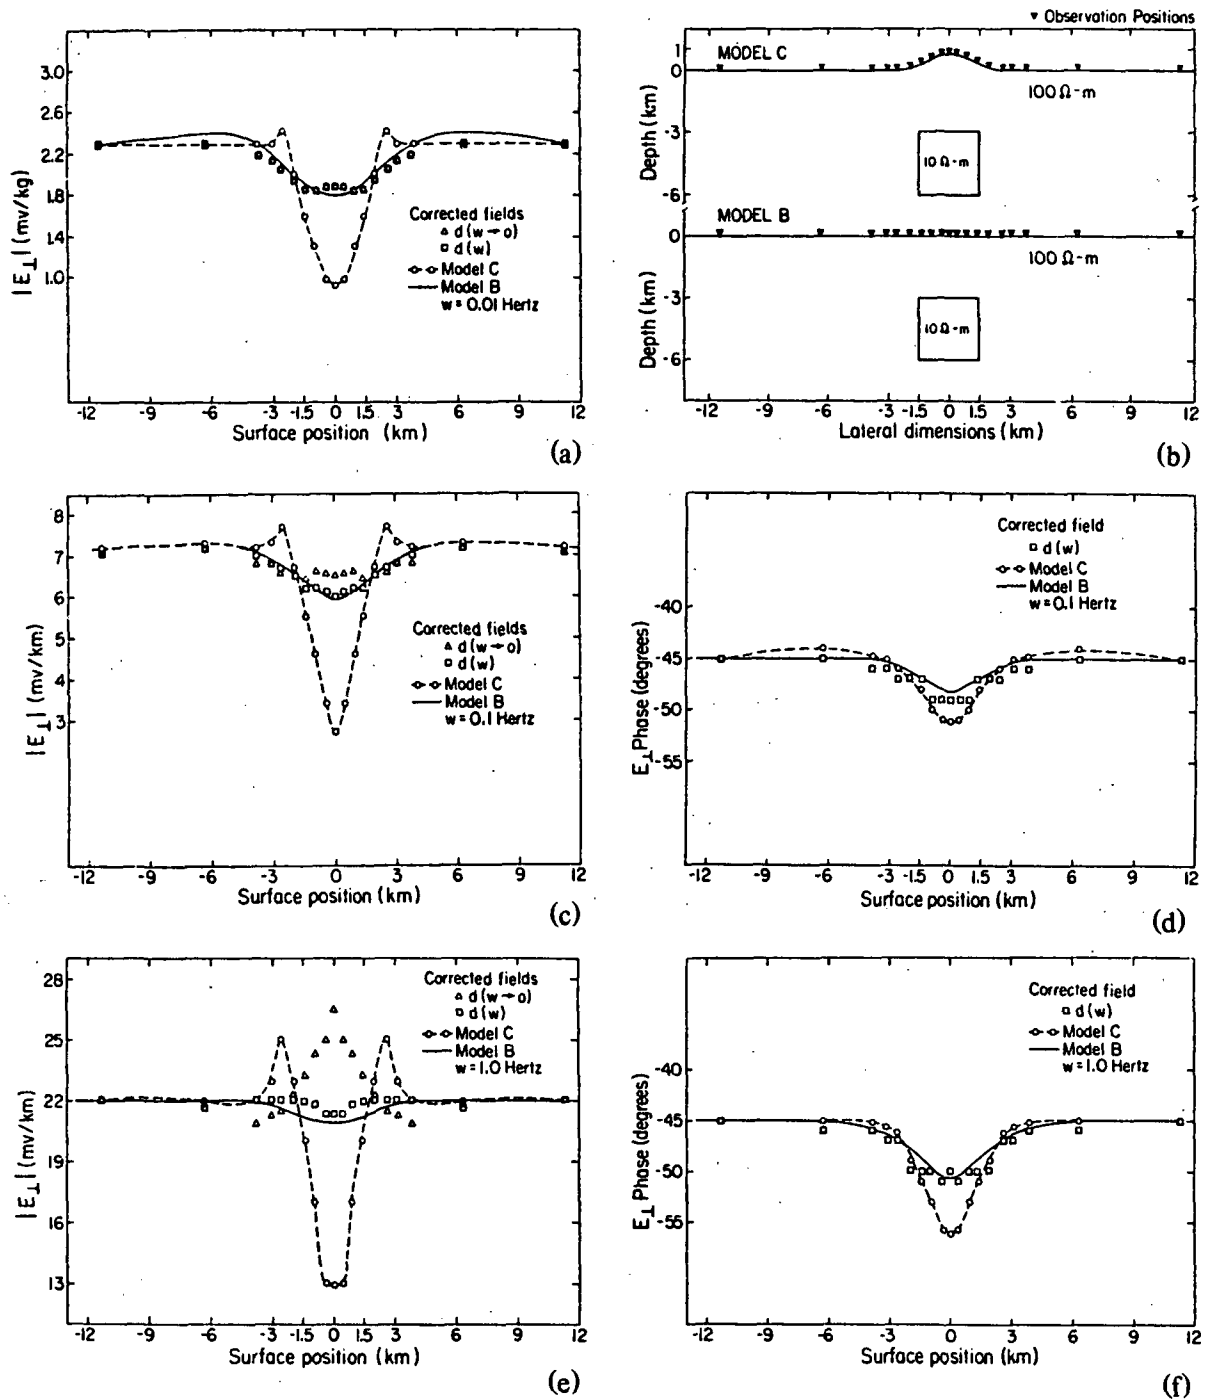 3.0
2.6
2.2
1.8
1.4
1.0
|E⊥| (mv/kg)
Corrected fields
△ d(w→o)
□ d(w)
o-o Model C
— Model B
w = 0.01 Hertz
-12 -9 -6 -3 -1.5 0 1.5 3 6 9 12
Surface position (km)
(a)
▼ Observation Positions
MODEL C
1
0
100 Ω-m
-3
10 Ω-m
-6
Depth (km)
MODEL B
0
100 Ω-m
-3
10 Ω-m
-6
Depth (km)
-12 -9 -6 -3 -1.5 0 1.5 3 6 9 12
Lateral dimensions (km)
(b)
8
7
6
5
4
3
|E⊥| (mv/km)
Corrected fields
△ d(w→o)
□ d(w)
o-o Model C
— Model B
w = 0.1 Hertz
-12 -9 -6 -3 -1.5 0 1.5 3 6 9 12
Surface position (km)
(c)
Corrected field
□ d(w)
o-o Model C
— Model B
w = 0.1 Hertz
-40
-45
-50
-55
E⊥ Phase (degrees)
-12 -9 -6 -3 -1.5 0 1.5 3 6 9 12
Surface position (km)
(d)
28
25
22
19
16
13
|E⊥| (mv/km)
Corrected fields
△ d(w→o)
□ d(w)
o-o Model C
— Model B
w = 1.0 Hertz
-12 -9 -6 -3 -1.5 0 1.5 3 6 9 12
Surface position (km)
(e)
Corrected field
□ d(w)
o-o Model C
— Model B
w = 1.0 Hertz
-40
-45
-50
-55
E⊥ Phase (degrees)
-12 -9 -6 -3 -1.5 0 1.5 3 6 9 12
Surface position (km)
(f)